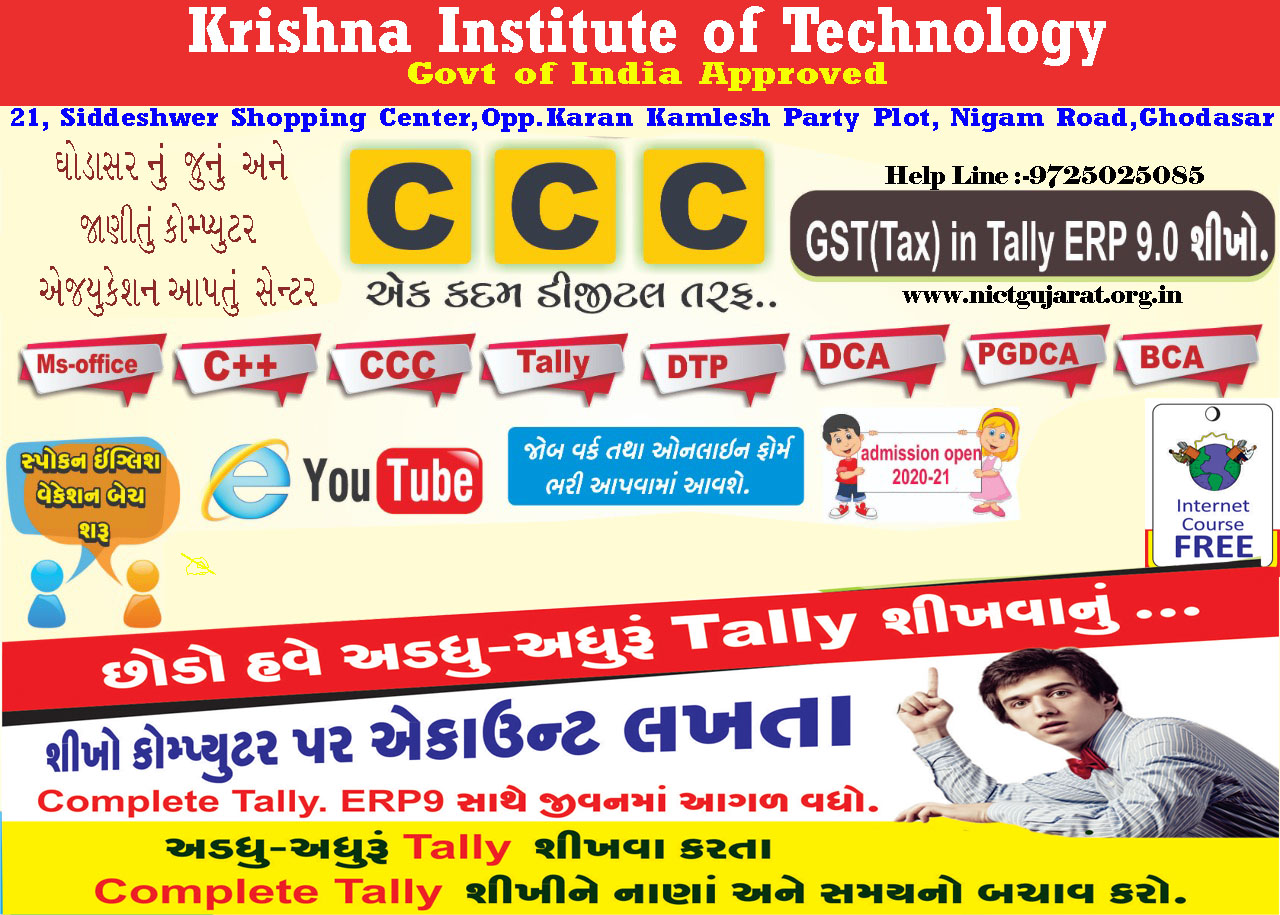 Krishna Institute of Technology
Govt of India Approved
21, Siddeshwer Shopping Center,Opp.Karan Kamlesh Party Plot, Nigam Road,Ghodasar
ઘોડાસર નું જુનું અને
જાણીતું કોમ્પ્યુટર
એજયુકેશન આપતું સેન્ટર
C C C
એક કદમ ડીજીટલ તરફ..
Help Line :-9725025085
GST(Tax) in Tally ERP 9.0 શીખો.
www.nictgujarat.org.in
Ms-office
C++
CCC
Tally
DTP
DCA
PGDCA
BCA
સ્પોકન ઈંગ્લિશ
વેકેશન બેચ
શરૂ
e
YouTube
જોબ વર્ક તથા ઓનલાઇન ફોર્મ
ભરી આપવામાં આવશે.
admission open
2020-21
Internet
Course
FREE
છોડો હવે અડધુ-અધુરૂં Tally શીખવાનું ...
શીખો કોમ્પ્યુટર પર એકાઉન્ટ લખતા
Complete Tally. ERP9 સાથે જીવનમાં આગળ વધો.
અડધુ-અધુરૂં Tally શીખવા કરતા
Complete Tally શીખીને નાણાં અને સમયનો બચાવ કરો.